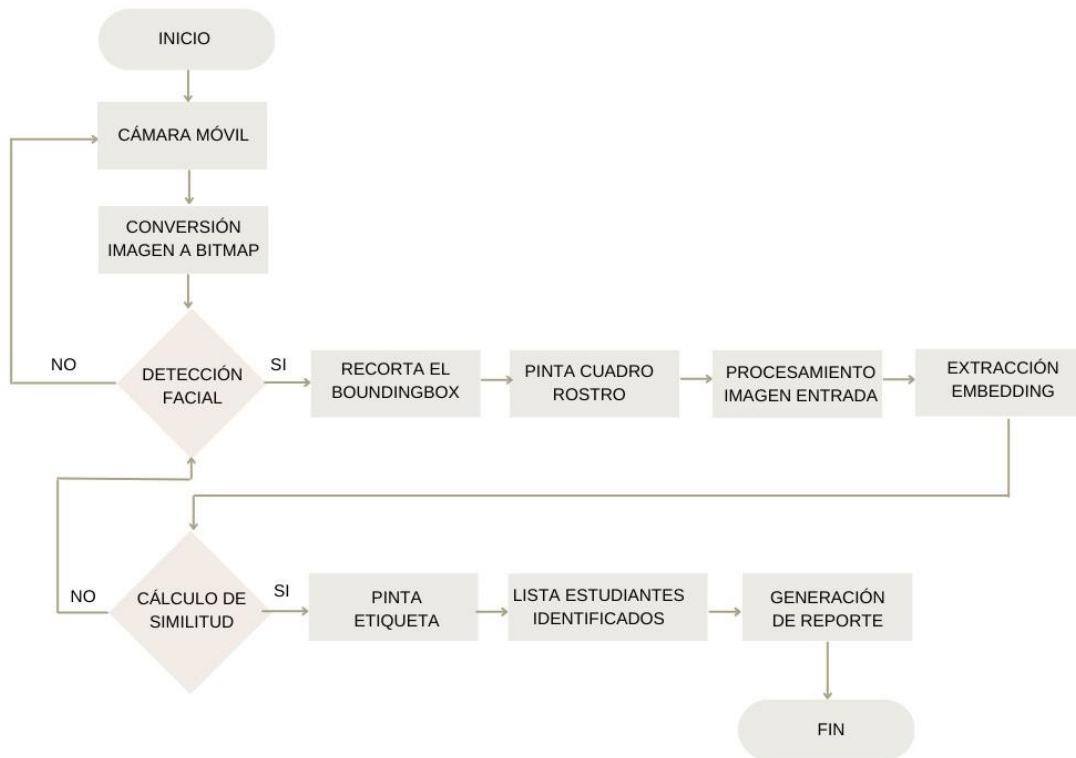 INICIO
CÁMARA MÓVIL
CONVERSIÓN
IMAGEN A BITMAP
NO
DETECCIÓN
FACIAL
SI
RECORTA EL
BOUNDINGBOX
PINTA CUADRO
ROSTRO
PROCESAMIENTO
IMAGEN ENTRADA
EXTRACCIÓN
EMBEDDING
NO
CÁLCULO DE
SIMILITUD
SI
PINTA
ETIQUETA
LISTA ESTUDIANTES
IDENTIFICADOS
GENERACIÓN
DE REPORTE
FIN